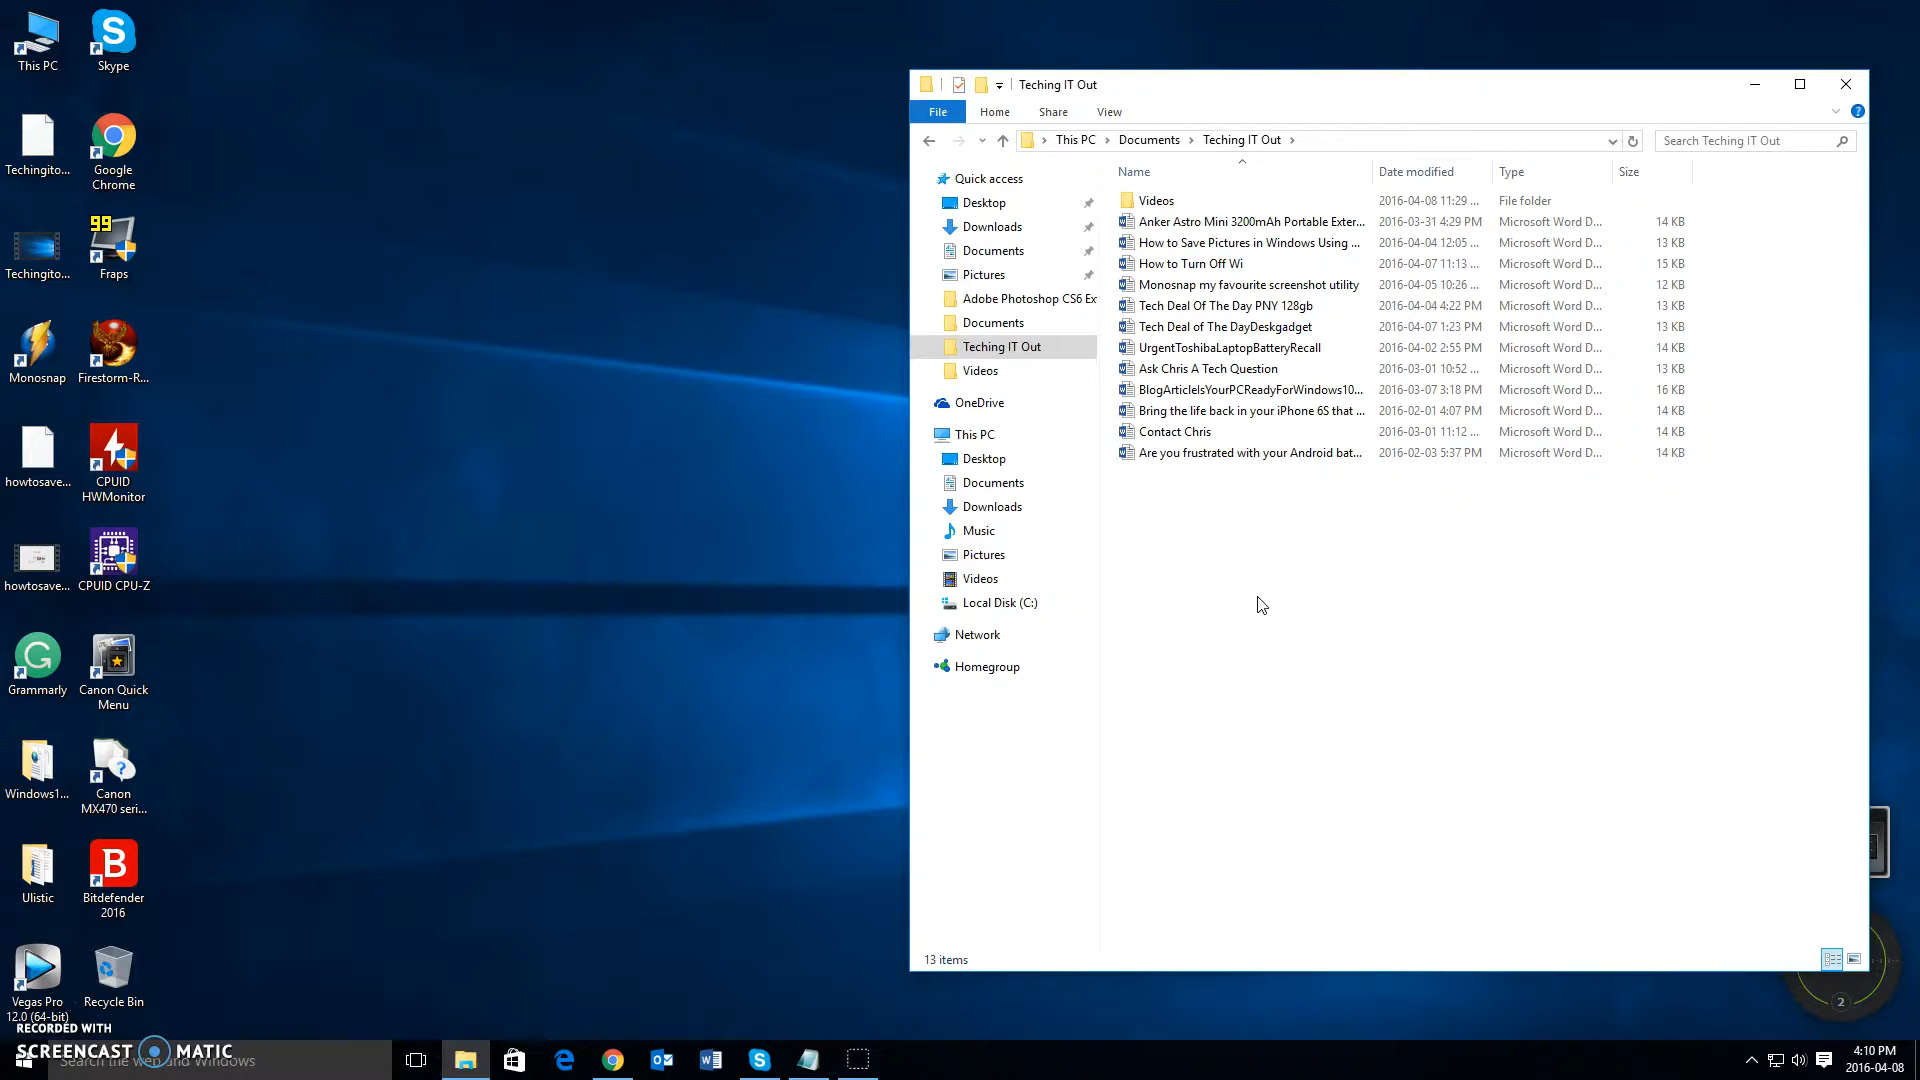 This PC
Skype
Techingito...
Google
Chrome
99
Techingito...
Fraps
Monosnap
Firestorm-R...
howtosave...
CPUID
HWMonitor
howtosave...
CPUID CPU-Z
Grammarly
Canon Quick
Menu
Windows1...
Canon
MX470 seri...
Ulistic
Bitdefender
2016
Vegas Pro
12.0 (64-bit)
Recycle Bin
Teching IT Out
File
Home
Share
View
This PC
Documents
Teching IT Out
Search Teching IT Out
Quick access
Desktop
Downloads
Documents
Pictures
Adobe Photoshop CS6 Ex
Documents
Teching IT Out
Videos
OneDrive
This PC
Desktop
Documents
Downloads
Music
Pictures
Videos
Local Disk (C:)
Network
Homegroup
Name Date modified Type Size
Videos 2016-04-08 11:29 ... File folder
Anker Astro Mini 3200mAh Portable Exter... 2016-03-31 4:29 PM Microsoft Word D... 14 KB
How to Save Pictures in Windows Using ... 2016-04-04 12:05 ... Microsoft Word D... 13 KB
How to Turn Off Wi 2016-04-07 11:13 ... Microsoft Word D... 15 KB
Monosnap my favourite screenshot utility 2016-04-05 10:26 ... Microsoft Word D... 12 KB
Tech Deal Of The Day PNY 128gb 2016-04-04 4:22 PM Microsoft Word D... 13 KB
Tech Deal of The DayDeskgadget 2016-04-07 1:23 PM Microsoft Word D... 13 KB
UrgentToshibaLaptopBatteryRecall 2016-04-02 2:55 PM Microsoft Word D... 14 KB
Ask Chris A Tech Question 2016-03-01 10:52 ... Microsoft Word D... 13 KB
BlogArticleIsYourPCReadyForWindows10... 2016-03-07 3:18 PM Microsoft Word D... 16 KB
Bring the life back in your iPhone 6S that ... 2016-02-01 4:07 PM Microsoft Word D... 14 KB
Contact Chris 2016-03-01 11:12 ... Microsoft Word D... 14 KB
Are you frustrated with your Android bat... 2016-02-03 5:37 PM Microsoft Word D... 14 KB
13 items
2
RECORDED WITH
SCREENCAST MATIC
Search the web and Windows
4:10 PM
2016-04-08